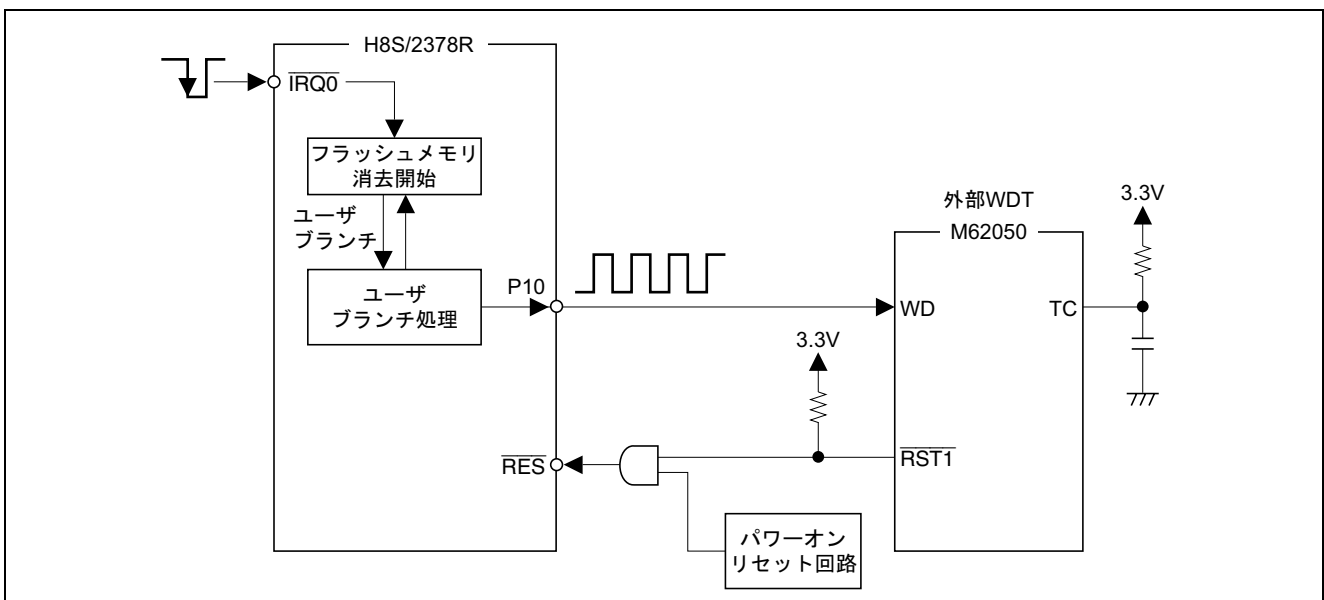 H8S/2378R
IRQ0
フラッシュメモリ
消去開始
ユーザ
ブランチ
ユーザ
ブランチ処理
P10
RES
3.3V
パワーオン
リセット回路
外部WDT
M62050
WD
TC
RST1
3.3V